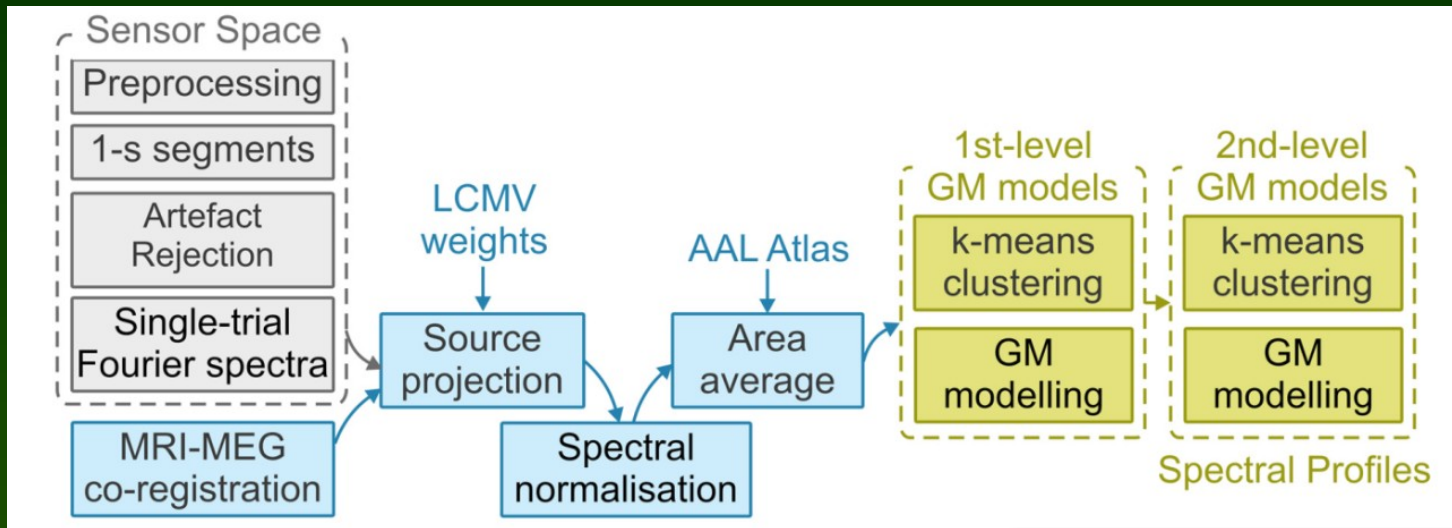 Sensor Space
Preprocessing
1-s segments
Artefact
Rejection
Single-trial
Fourier spectra
MRI-MEG
co-registration
LCMV
weights
Source
projection
Spectral
normalisation
AAL Atlas
Area
average
1st-level
GM models
k-means
clustering
GM
modelling
2nd-level
GM models
k-means
clustering
GM
modelling
Spectral Profiles